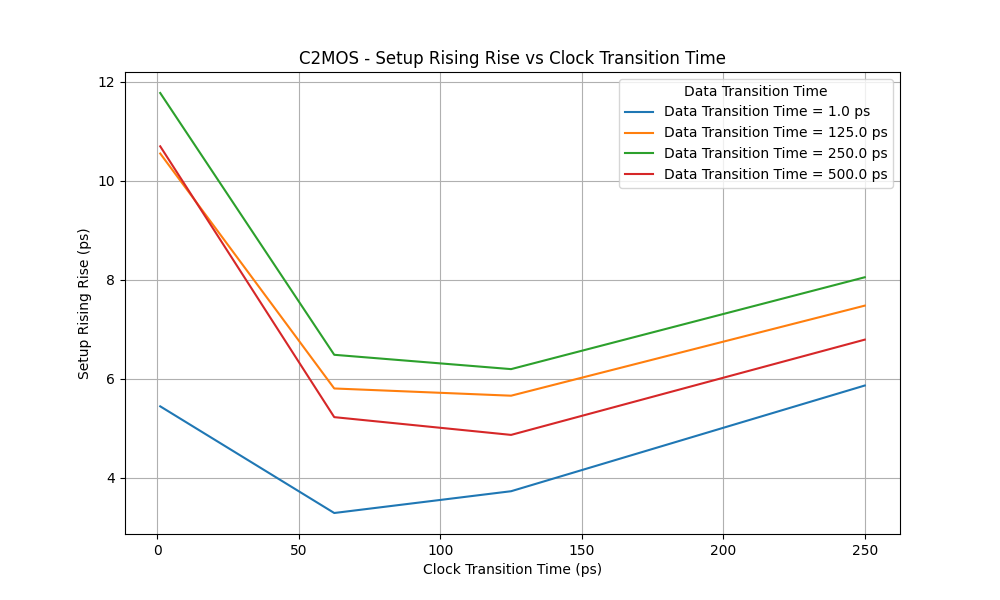 C2MOS - Setup Rising Rise vs Clock Transition Time
Data Transition Time
Data Transition Time = 1.0 ps
Data Transition Time = 125.0 ps
Data Transition Time = 250.0 ps
Data Transition Time = 500.0 ps
Setup Rising Rise (ps)
12
10
8
6
4
0
50
100
150
200
250
Clock Transition Time (ps)